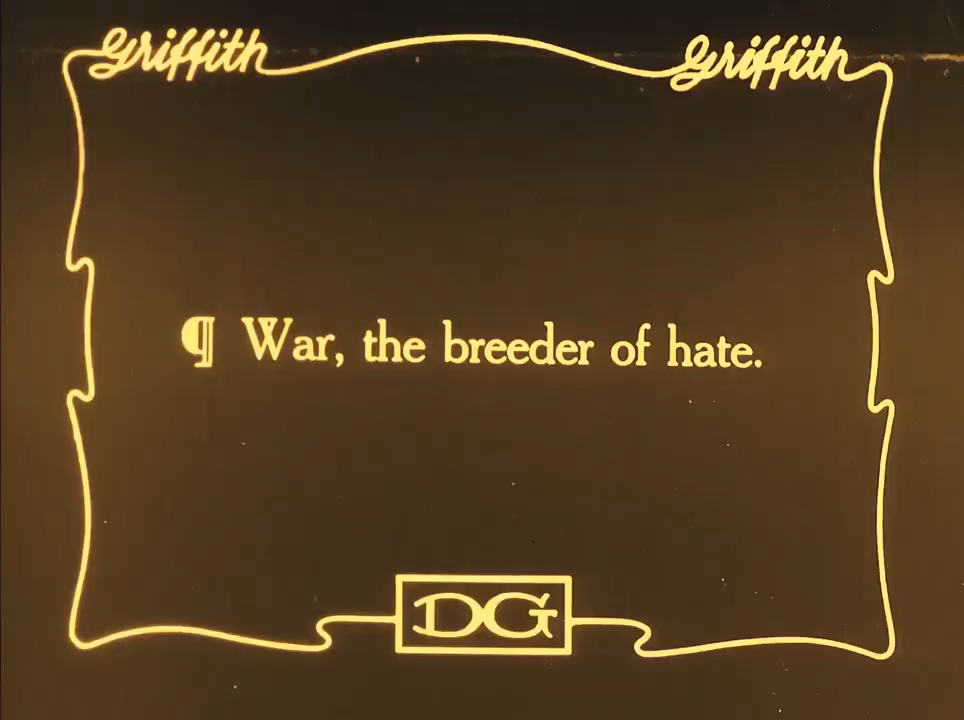 Griffith Griffith
¶ War, the breeder of hate.
DG